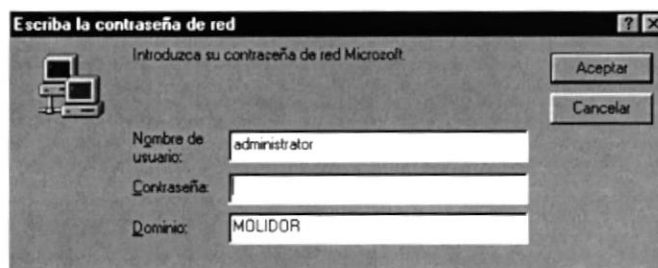 Escriba la contraseña de red
Introduzca su contraseña de red Microsoft.
Aceptar
Cancelar
Nombre de
usuario:
administrator
Contraseña:
Dominio:
MOLIDOR